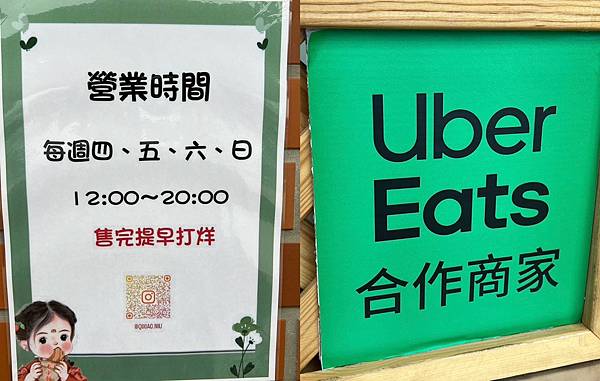 營業時間
每週四、五、六、日
12:00~20:00
售完提早打烊
Uber
Eats
合作商家